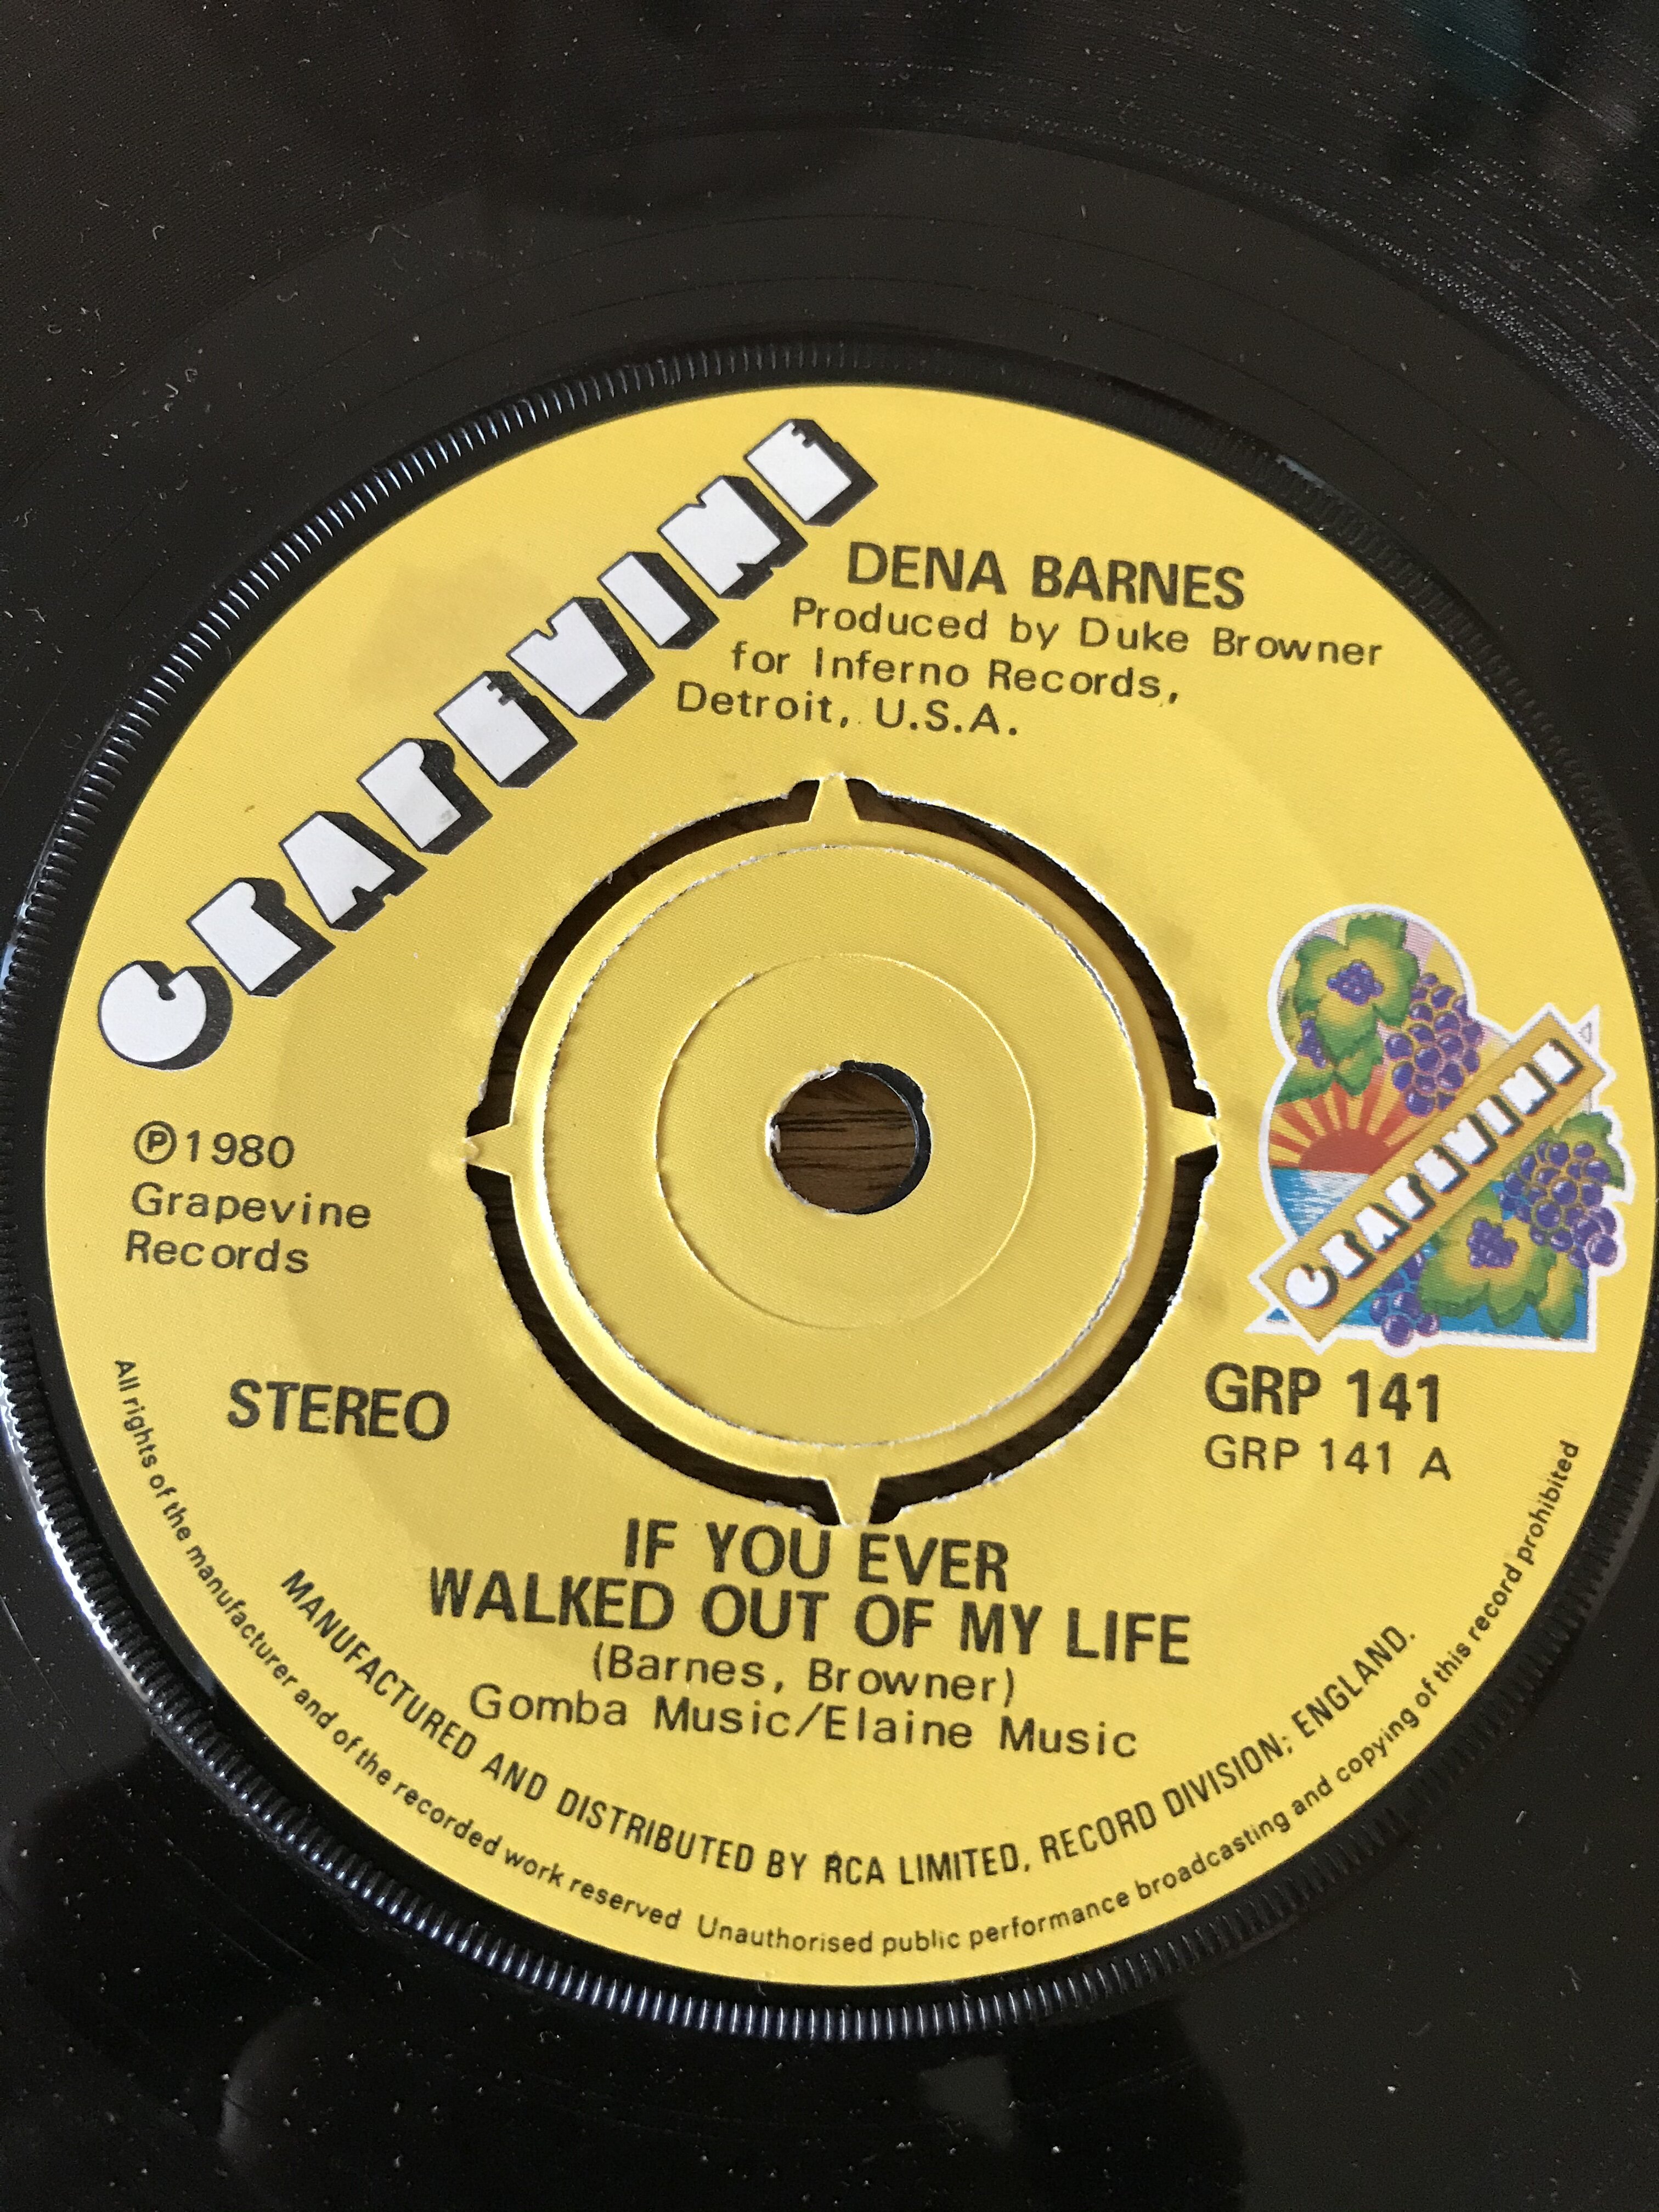 GRAPEVINE
DENA BARNES
Produced by Duke Browner
for Inferno Records,
Detroit, U.S.A.
℗1980
Grapevine
Records
GRAPEVINE
STEREO
GRP 141
GRP 141 A
IF YOU EVER
WALKED OUT OF MY LIFE
(Barnes, Browner)
Gomba Music/Elaine Music
MANUFACTURED AND DISTRIBUTED BY RCA LIMITED, RECORD DIVISION; ENGLAND.
All rights of the manufacturer and of the recorded work reserved Unauthorised public performance broadcasting and copying of this record prohibited